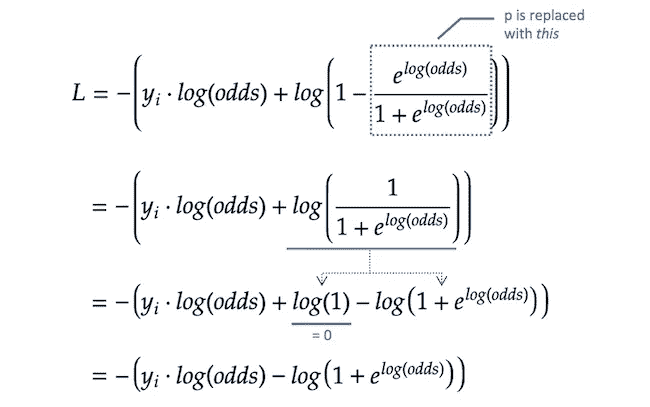 p is replaced
with this
L = −(yᵢ · log(odds) + log(1 − e^log(odds) / (1 + e^log(odds))))
= −(yᵢ · log(odds) + log(1 / (1 + e^log(odds))))
= −(yᵢ · log(odds) + log(1) − log(1 + e^log(odds)))
= 0
= −(yᵢ · log(odds) − log(1 + e^log(odds)))